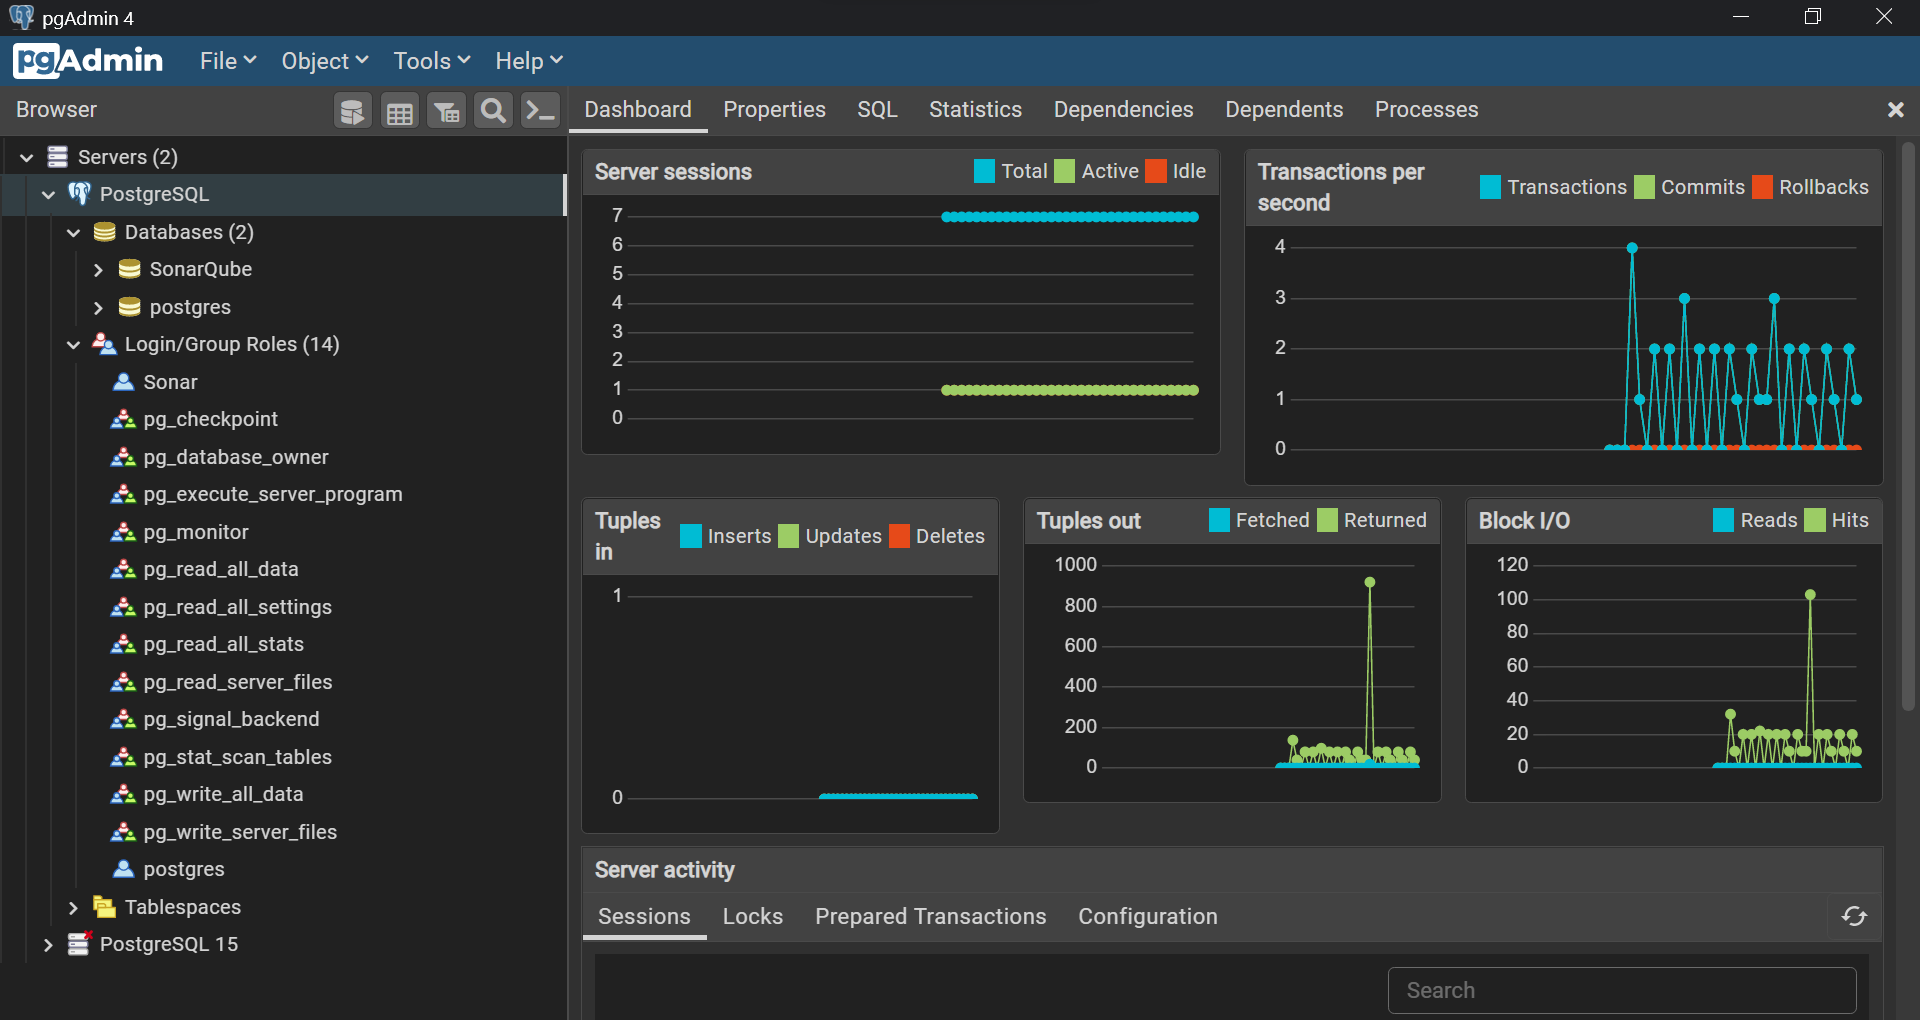 pgAdmin 4
pgAdmin File Object Tools Help
Browser
Dashboard Properties SQL Statistics Dependencies Dependents Processes
Servers (2)
PostgreSQL
Databases (2)
SonarQube
postgres
Login/Group Roles (14)
Sonar
pg_checkpoint
pg_database_owner
pg_execute_server_program
pg_monitor
pg_read_all_data
pg_read_all_settings
pg_read_all_stats
pg_read_server_files
pg_signal_backend
pg_stat_scan_tables
pg_write_all_data
pg_write_server_files
postgres
Tablespaces
PostgreSQL 15
Server sessions Total Active Idle
7
6
5
4
3
2
1
0
Transactions per
second
Transactions Commits Rollbacks
4
3
2
1
0
Tuples
in
Inserts Updates Deletes
1
0
Tuples out Fetched Returned
1000
800
600
400
200
0
Block I/O Reads Hits
120
100
80
60
40
20
0
Server activity
Sessions Locks Prepared Transactions Configuration
Search